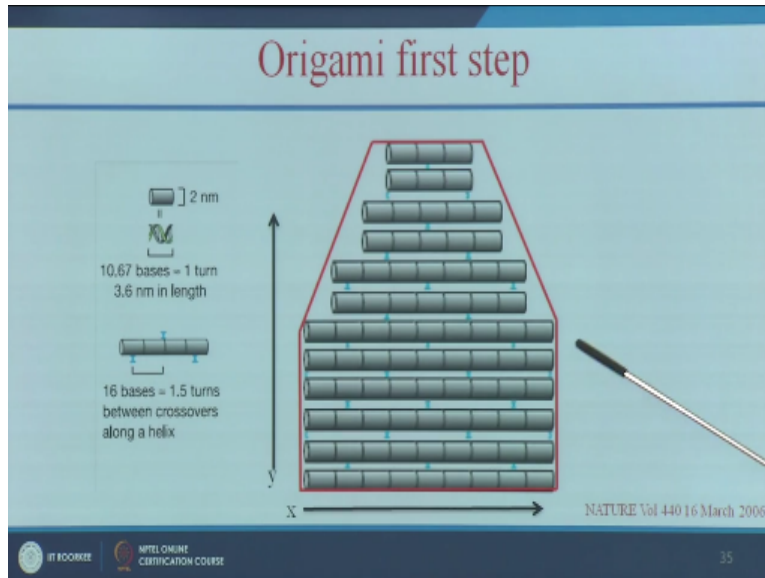 Origami first step
2 nm
10.67 bases = 1 turn
3.6 nm in length
16 bases = 1.5 turns
between crossovers
along a helix
y
x
NATURE Vol 440 16 March 2006
IIT ROORKEE
NPTEL ONLINE
CERTIFICATION COURSE
35